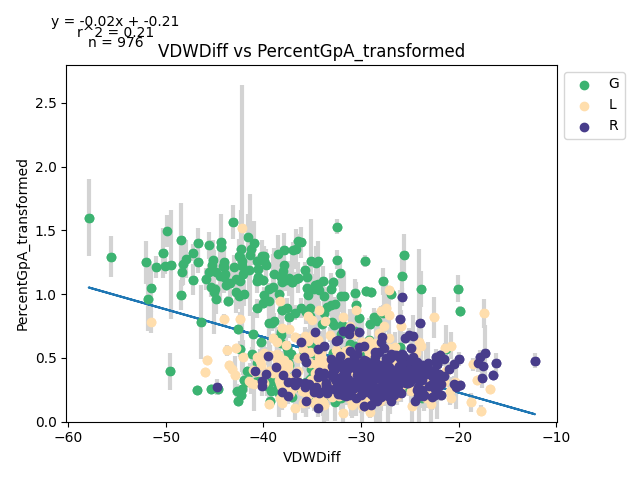 y = -0.02x + -0.21
r^2 = 0.21
n = 976
VDWDiff vs PercentGpA_transformed
G
L
R
PercentGpA_transformed
2.5
2.0
1.5
1.0
0.5
0.0
−60
−50
−40
−30
−20
−10
VDWDiff